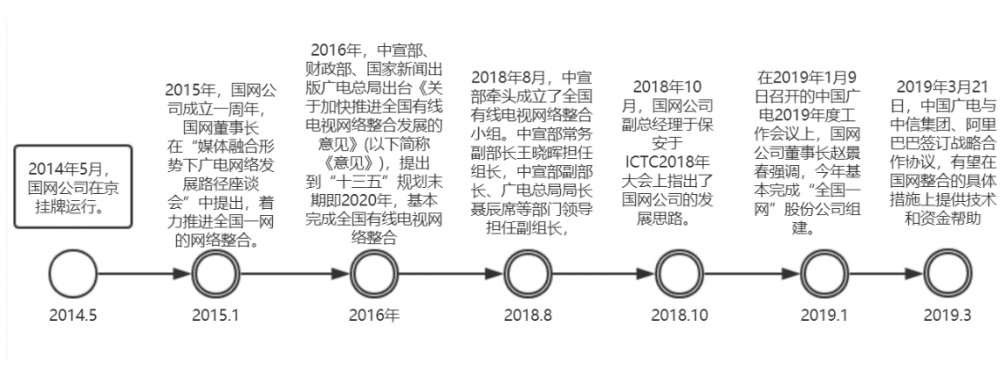 2014年5月，
国网公司在京
挂牌运行。
2014.5
2015年，国网公
司成立一周年，
国网董事长
在“媒体融合形
势下广电网络发
展路径座谈
会”中提出，着
力推进全国一网
的网络整合。
2015.1
2016年，中宣部、
财政部、国家新闻出
版广电总局出台《关
于加快推进全国有线
电视网络整合发展的
意见》(以下简称
《意见》)，提出
到“十三五”规划末
期即2020年，基本
完成全国有线电视网
络整合
2016年
2018年8月，中宣
部牵头成立了全国
有线电视网络整合
小组。中宣部常务
副部长王晓晖担任
组长，中宣部副部
长、广电总局局长
聂辰席等部门领导
担任副组长，
2018.8
2018年10
月，国网公司
副总经理于保
安于
ICTC2018年
大会上指出了
国网公司的发
展思路。
2018.10
在2019年1月9
日召开的中国广
电2019年度工
作会议上，国网
公司董事长赵景
春强调，今年基
本完成“全国一
网”股份公司组
建。
2019.1
2019年3月21
日，中国广电与
中信集团、阿里
巴巴签订战略合
作协议，有望在
国网整合的具体
措施上提供技术
和资金帮助
2019.3